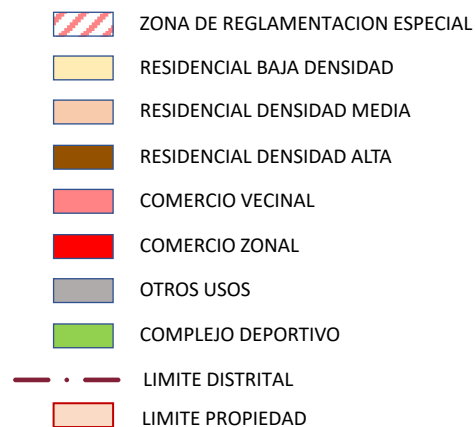 ZONA DE REGLAMENTACION ESPECIAL
RESIDENCIAL BAJA DENSIDAD
RESIDENCIAL DENSIDAD MEDIA
RESIDENCIAL DENSIDAD ALTA
COMERCIO VECINAL
COMERCIO ZONAL
OTROS USOS
COMPLEJO DEPORTIVO
LIMITE DISTRITAL
LIMITE PROPIEDAD